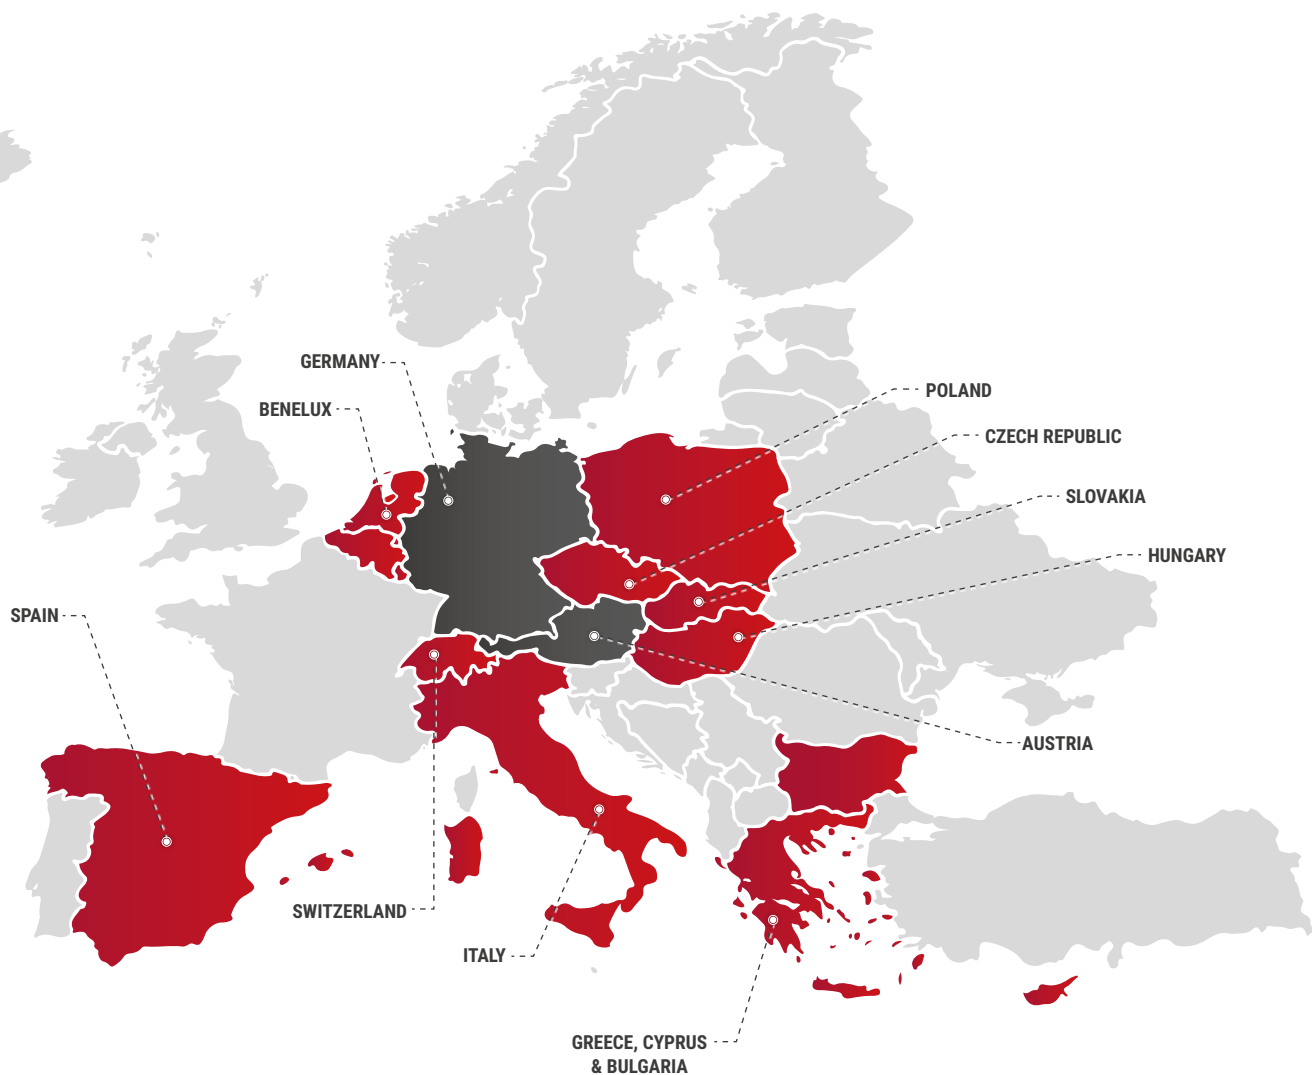 GERMANY
BENELUX
POLAND
CZECH REPUBLIC
SLOVAKIA
HUNGARY
SPAIN
AUSTRIA
SWITZERLAND
ITALY
GREECE, CYPRUS
& BULGARIA